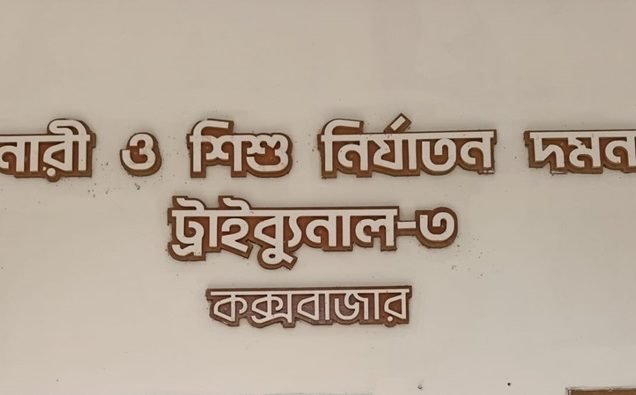 নারী ও শিশু নির্যাতন দমন
ট্রাইব্যুনাল-৩
কক্সবাজার